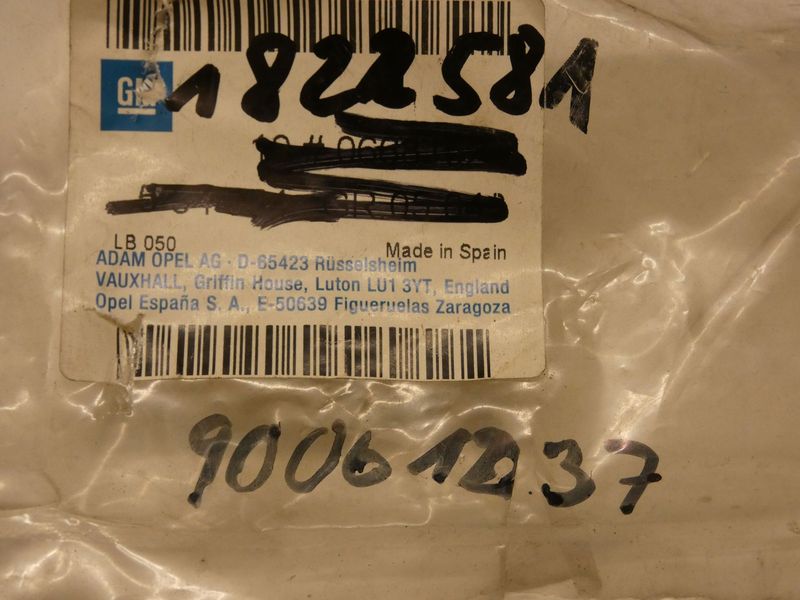 GM
1822581
LB 050
Made in Spain
ADAM OPEL AG · D-65423 Rüsselsheim
VAUXHALL, Griffin House, Luton LU1 3YT, England
Opel España S. A., E-50639 Figueruelas Zaragoza
90061237